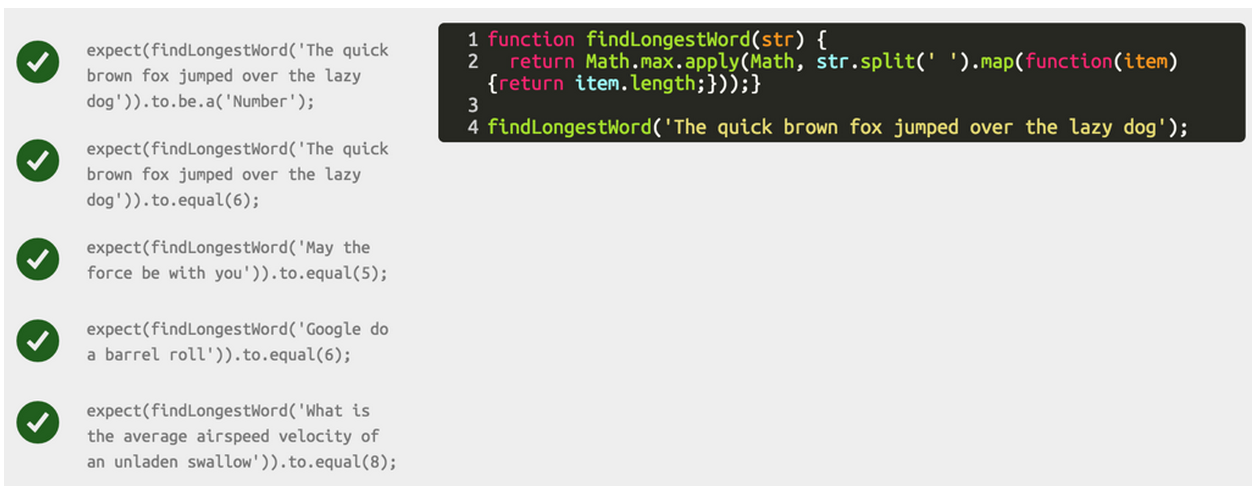 expect(findLongestWord('The quick
brown fox jumped over the lazy
dog')).to.be.a('Number');
expect(findLongestWord('The quick
brown fox jumped over the lazy
dog')).to.equal(6);
expect(findLongestWord('May the
force be with you')).to.equal(5);
expect(findLongestWord('Google do
a barrel roll')).to.equal(6);
expect(findLongestWord('What is
the average airspeed velocity of
an unladen swallow')).to.equal(8);
1 function findLongestWord(str) {
2   return Math.max.apply(Math, str.split(' ').map(function(item)
{return item.length;}));}
3
4 findLongestWord('The quick brown fox jumped over the lazy dog');